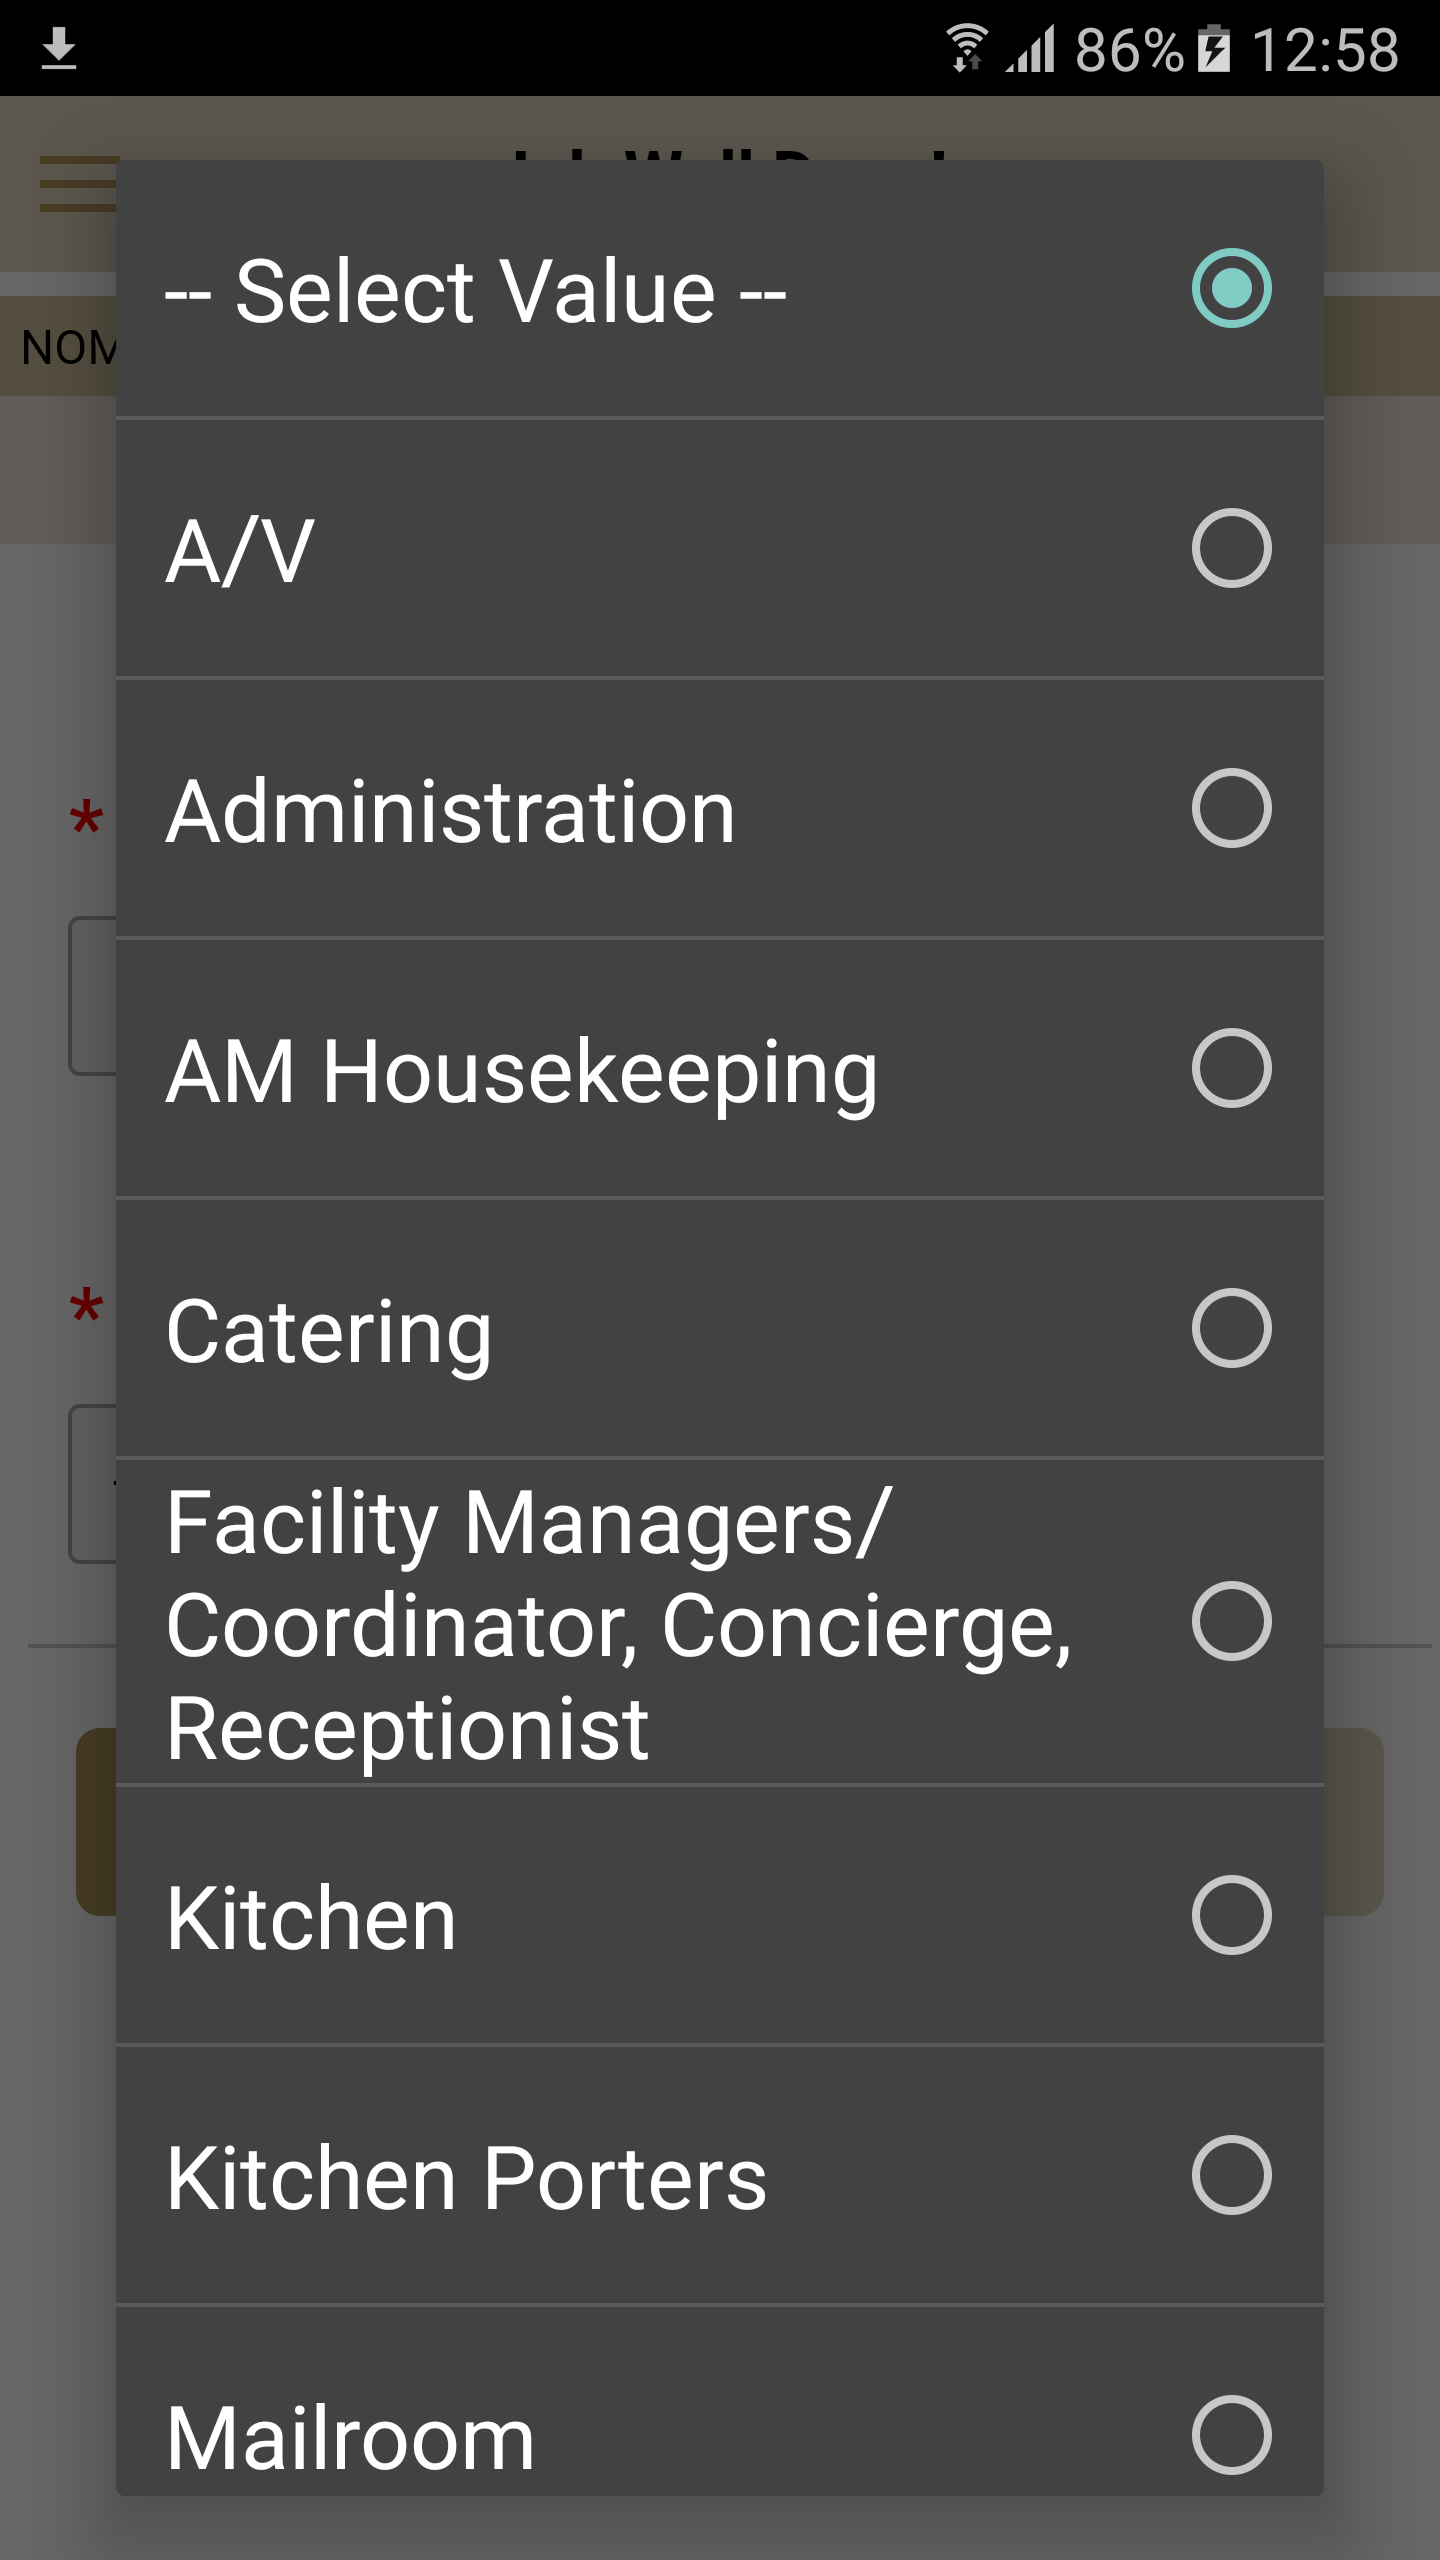 86% 12:58
-- Select Value --
NOM
A/V
*
Administration
AM Housekeeping
*
Catering
Facility Managers/
Coordinator, Concierge,
Receptionist
Kitchen
Kitchen Porters
Mailroom